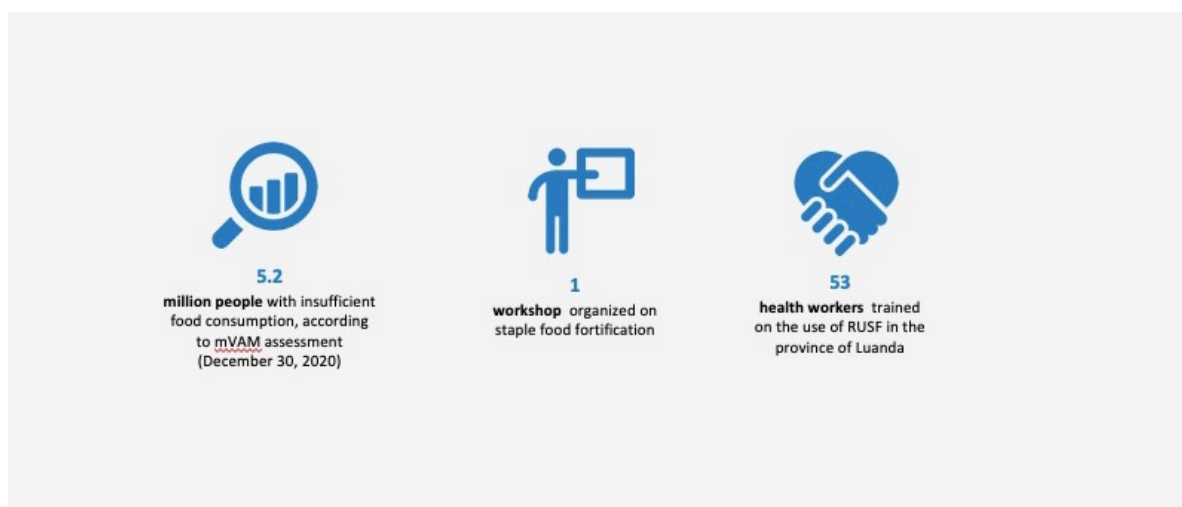 5.2
million people with insufficient
food consumption, according
to mVAM assessment
(December 30, 2020)
1
workshop organized on
staple food fortification
53
health workers trained
on the use of RUSF in the
province of Luanda